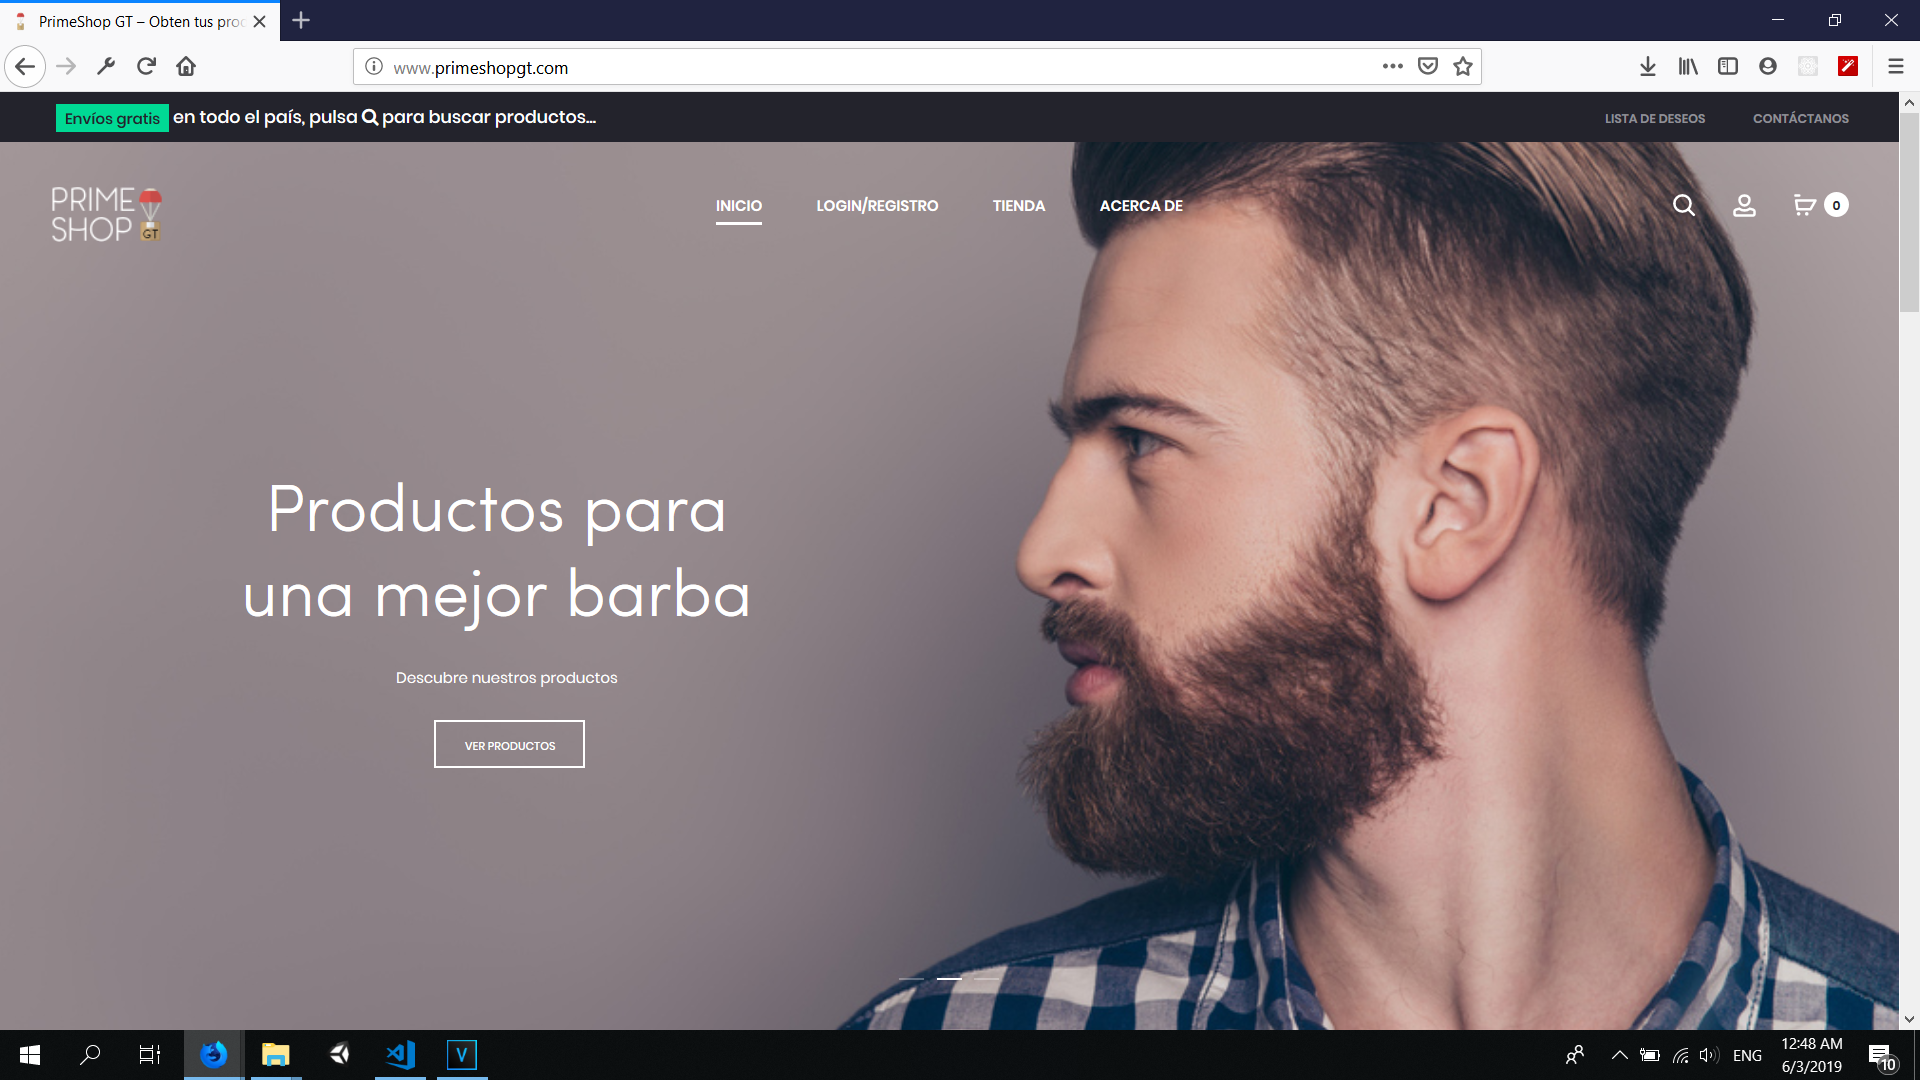 PrimeShop GT – Obten tus prod
www.primeshopgt.com
Envíos gratis en todo el país, pulsa para buscar productos...
LISTA DE DESEOS
CONTÁCTANOS
PRIME
SHOP
GT
INICIO
LOGIN/REGISTRO
TIENDA
ACERCA DE
0
Productos para
una mejor barba
Descubre nuestros productos
VER PRODUCTOS
V
ENG
12:48 AM
6/3/2019
10